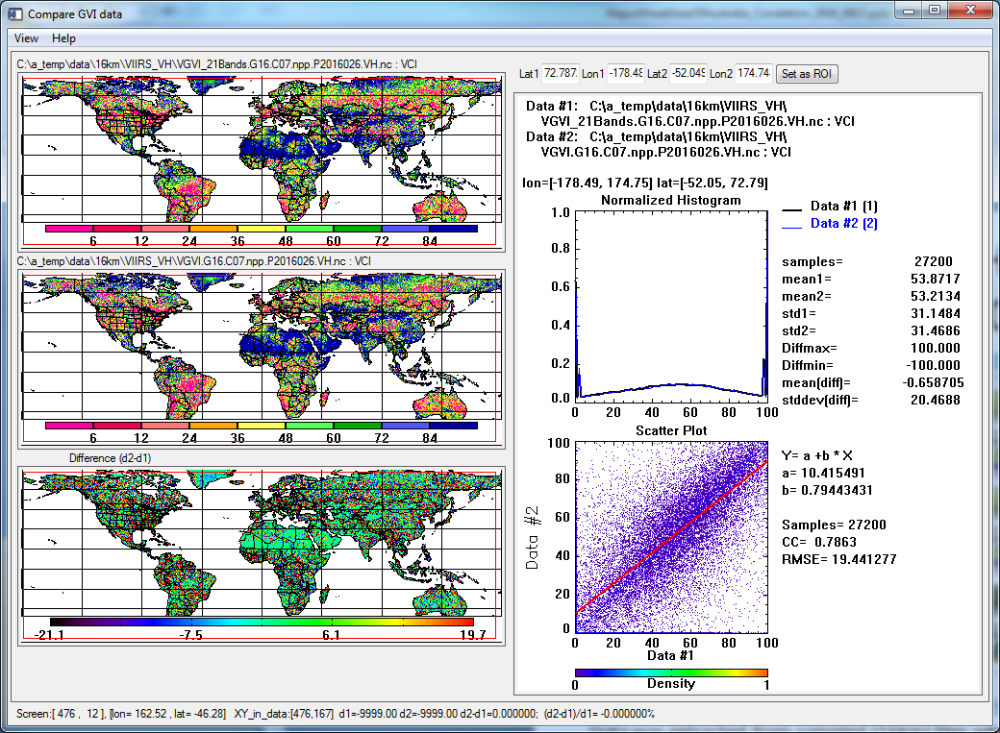 Compare GVI data
View Help
C:\a_temp\data\16km\VIIRS_VH\VGVI_21Bands.G16.C07.npp.P2016026.VH.nc : VCI
6 12 24 36 48 60 72 84
C:\a_temp\data\16km\VIIRS_VH\VGVI.G16.C07.npp.P2016026.VH.nc : VCI
6 12 24 36 48 60 72 84
Difference (d2-d1)
-21.1 -7.5 6.1 19.7
Lat1 72.787 Lon1 -178.48 Lat2 -52.049 Lon2 174.74 Set as ROI
Data #1: C:\a_temp\data\16km\VIIRS_VH\
VGVI_21Bands.G16.C07.npp.P2016026.VH.nc : VCI
Data #2: C:\a_temp\data\16km\VIIRS_VH\
VGVI.G16.C07.npp.P2016026.VH.nc : VCI
lon=[-178.49, 174.75] lat=[-52.05, 72.79]
Normalized Histogram
1.0
0.8
0.6
0.4
0.2
0.0
0 20 40 60 80 100
Data #1 (1)
Data #2 (2)
samples= 27200
mean1= 53.8717
mean2= 53.2134
std1= 31.1484
std2= 31.4686
Diffmax= 100.000
Diffmin= -100.000
mean(diff)= -0.658705
stddev(diff)= 20.4688
Scatter Plot
100
80
60
40
20
0
Data #2
0 20 40 60 80 100
Data #1
0 Density 1
Y= a +b * X
a= 10.415491
b= 0.79443431
Samples= 27200
CC= 0.7863
RMSE= 19.441277
Screen:[ 476 , 12 ], [lon= 162.52 , lat= -46.28] XY_in_data:[476,167] d1=-9999.00 d2=-9999.00 d2-d1=0.000000; (d2-d1)/d1= -0.000000%